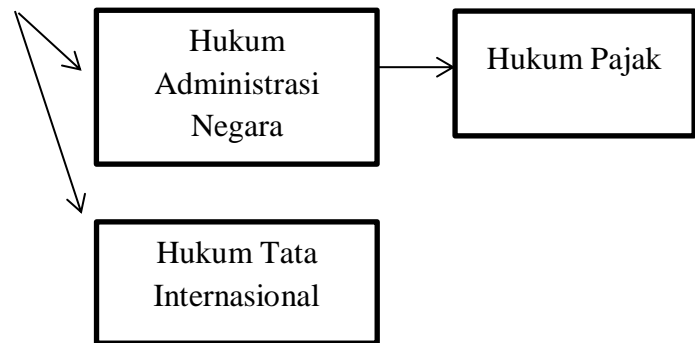 Hukum
Administrasi
Negara
Hukum Pajak
Hukum Tata
Internasional